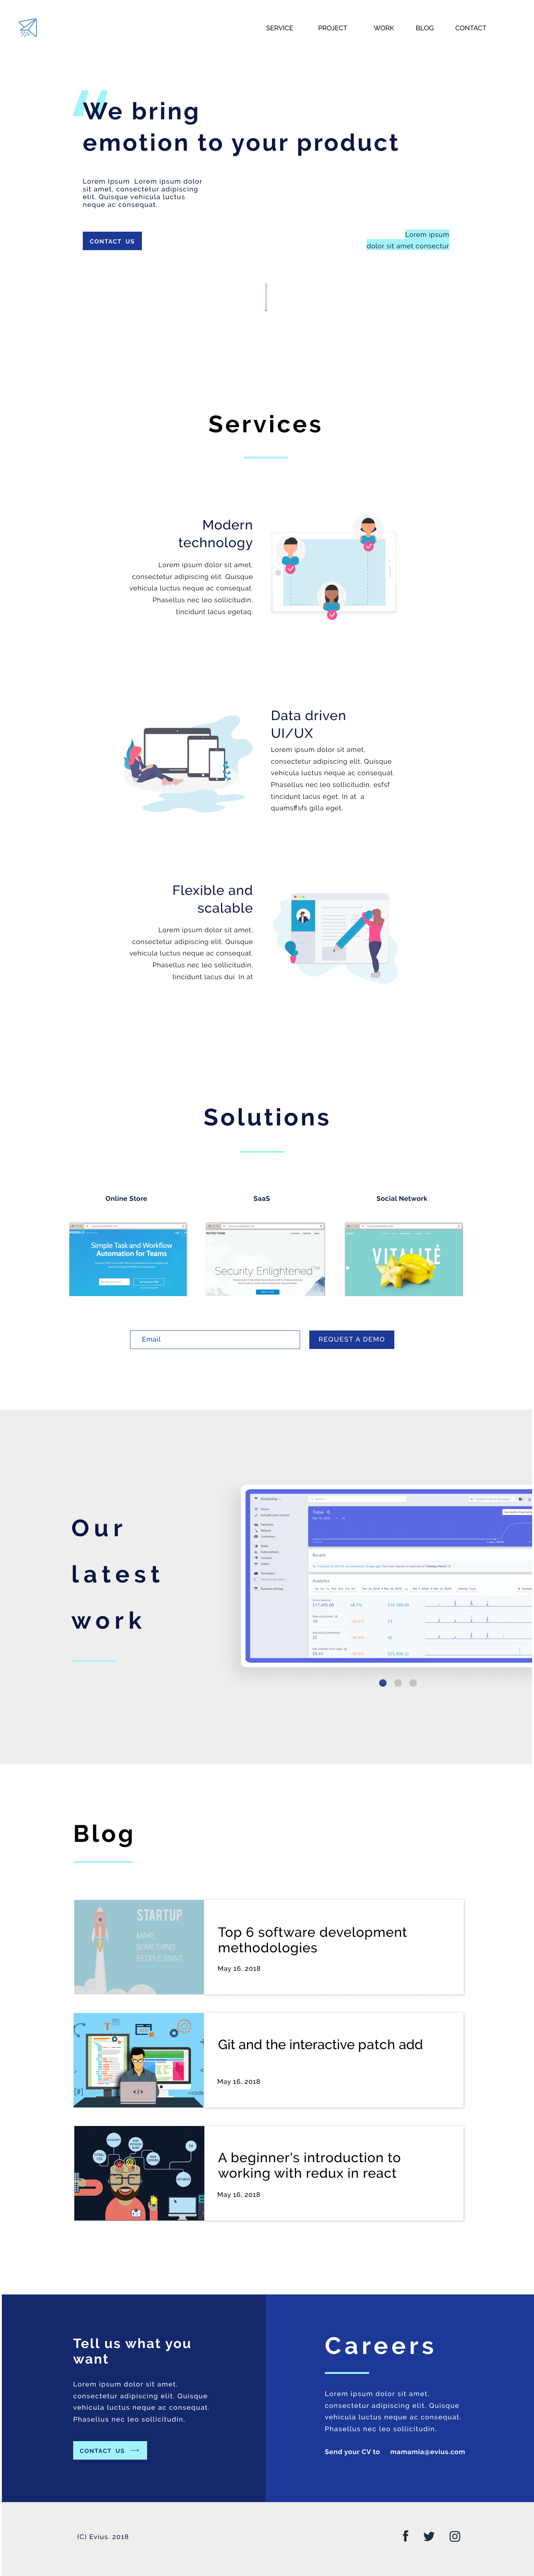 SERVICE PROJECT WORK BLOG CONTACT
We bring
emotion to your product
Lorem Ipsum Lorem ipsum dolor
sit amet, consectetur adipiscing
elit. Quisque vehicula luctus
neque ac consequat.
CONTACT US
Lorem ipsum
dolor sit amet consectur
Services
Modern
technology
Lorem ipsum dolor sit amet,
consectetur adipiscing elit. Quisque
vehicula luctus neque ac consequat.
Phasellus nec leo sollicitudin,
tincidunt lacus egetaq.
Data driven
UI/UX
Lorem ipsum dolor sit amet,
consectetur adipiscing elit. Quisque
vehicula luctus neque ac consequat.
Phasellus nec leo sollicitudin, esfsf
tincidunt lacus eget. In at a
quamsffsfs gilla eget.
Flexible and
scalable
Lorem ipsum dolor sit amet,
consectetur adipiscing elit. Quisque
vehicula luctus neque ac consequat.
Phasellus nec leo sollicitudin,
tincidunt lacus dui. In at
Solutions
Online Store
SaaS
Social Network
Simple Task and Workflow
Automation for Teams
Security Enlightened™
VITALITÉ
Email
REQUEST A DEMO
Our
latest
work
Today
Recent
Analytics
Blog
STARTUP
MAKE
SOMETHING
PEOPLE WANT
Top 6 software development
methodologies
May 16, 2018
</>
Git and the interactive patch add
May 16, 2018
A beginner's introduction to
working with redux in react
May 16, 2018
Tell us what you
want
Lorem ipsum dolor sit amet,
consectetur adipiscing elit. Quisque
vehicula luctus neque ac consequat.
Phasellus nec leo sollicitudin,
CONTACT US
Careers
Lorem ipsum dolor sit amet,
consectetur adipiscing elit. Quisque
vehicula luctus neque ac consequat.
Phasellus nec leo sollicitudin.
Send your CV to mamamia@evius.com
(C) Evius. 2018